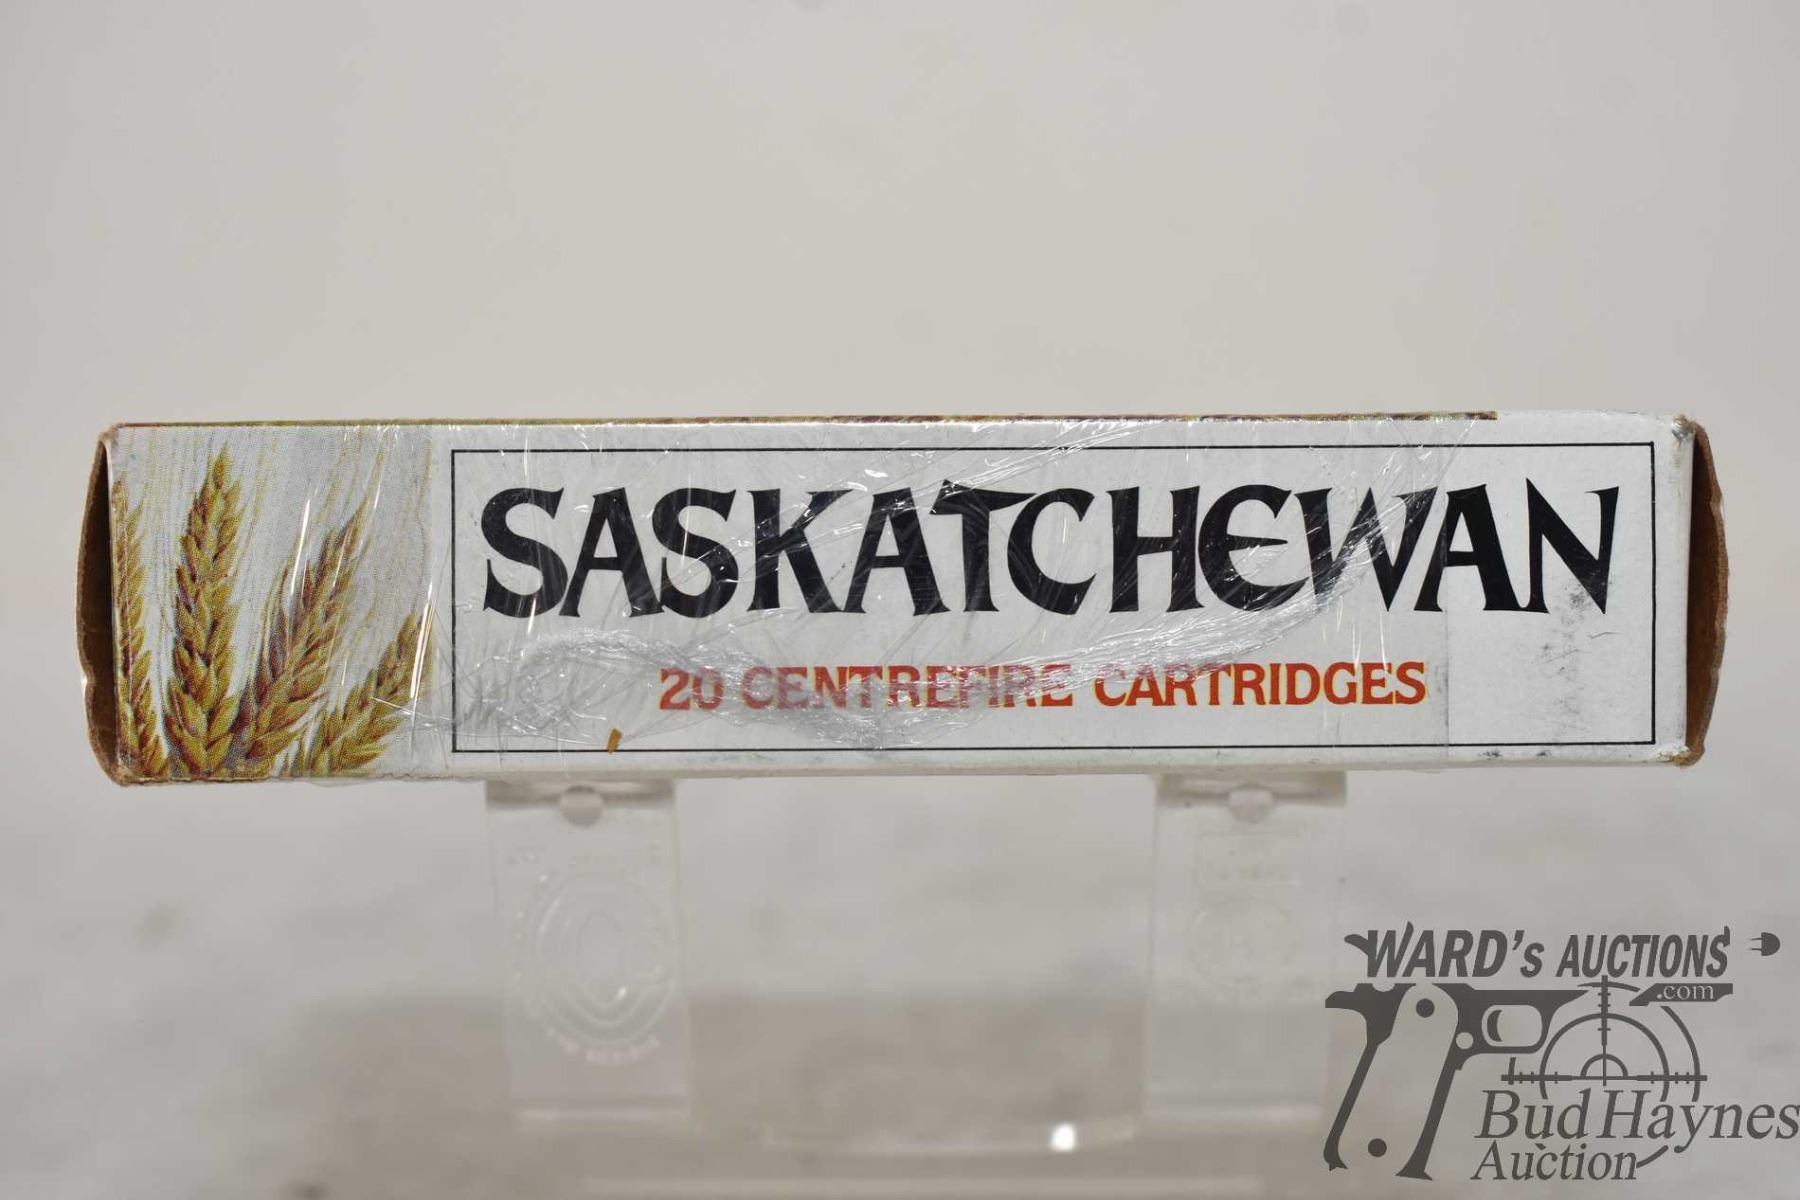 SASKATCHEWAN
20 CENTREFIRE CARTRIDGES
WARD's AUCTIONS
.com
Bud Haynes
Auction